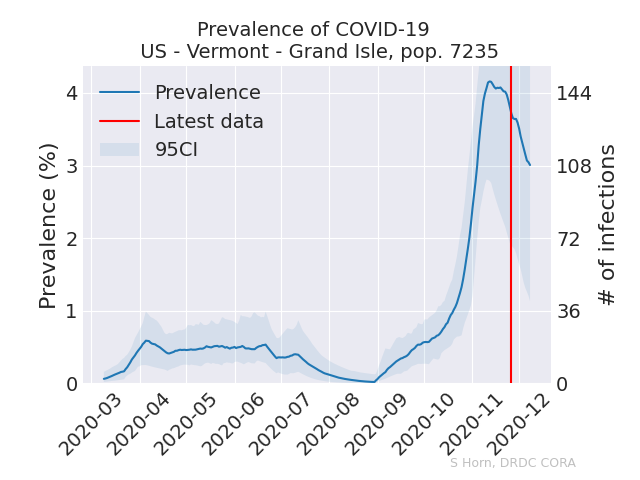 Prevalence of COVID-19
US - Vermont - Grand Isle, pop. 7235
Prevalence
Latest data
95CI
Prevalence (%)
4
3
2
1
0
144
108
72
36
0
# of infections
2020-03
2020-04
2020-05
2020-06
2020-07
2020-08
2020-09
2020-10
2020-11
2020-12
S Horn, DRDC CORA